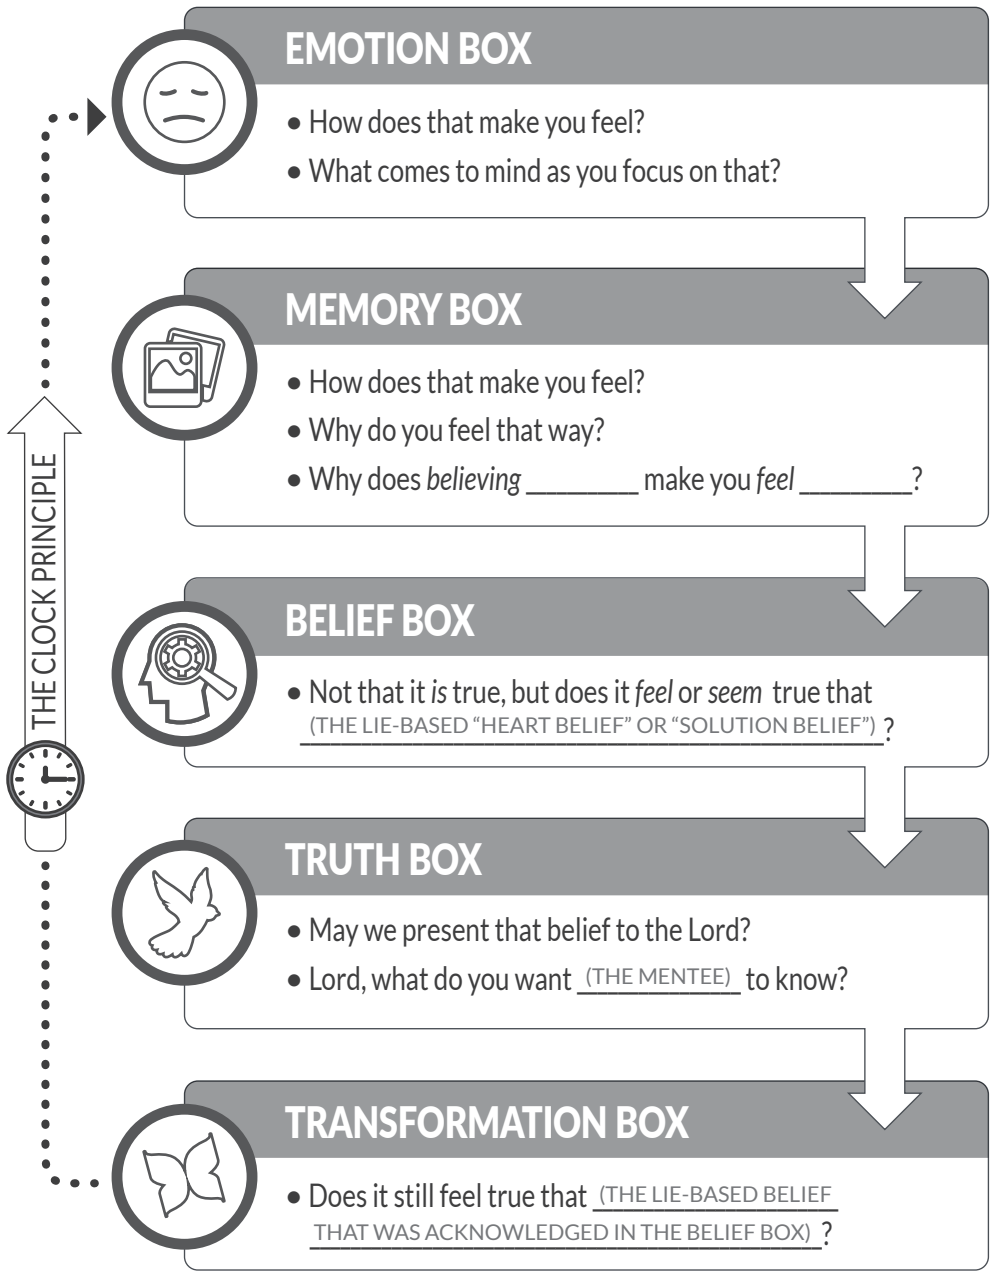 EMOTION BOX
• How does that make you feel?
• What comes to mind as you focus on that?
MEMORY BOX
• How does that make you feel?
• Why do you feel that way?
• Why does believing __________ make you feel __________?
THE CLOCK PRINCIPLE
BELIEF BOX
• Not that it is true, but does it feel or seem true that
(THE LIE-BASED “HEART BELIEF” OR “SOLUTION BELIEF”) ?
TRUTH BOX
• May we present that belief to the Lord?
• Lord, what do you want (THE MENTEE) to know?
TRANSFORMATION BOX
• Does it still feel true that (THE LIE-BASED BELIEF
THAT WAS ACKNOWLEDGED IN THE BELIEF BOX) ?